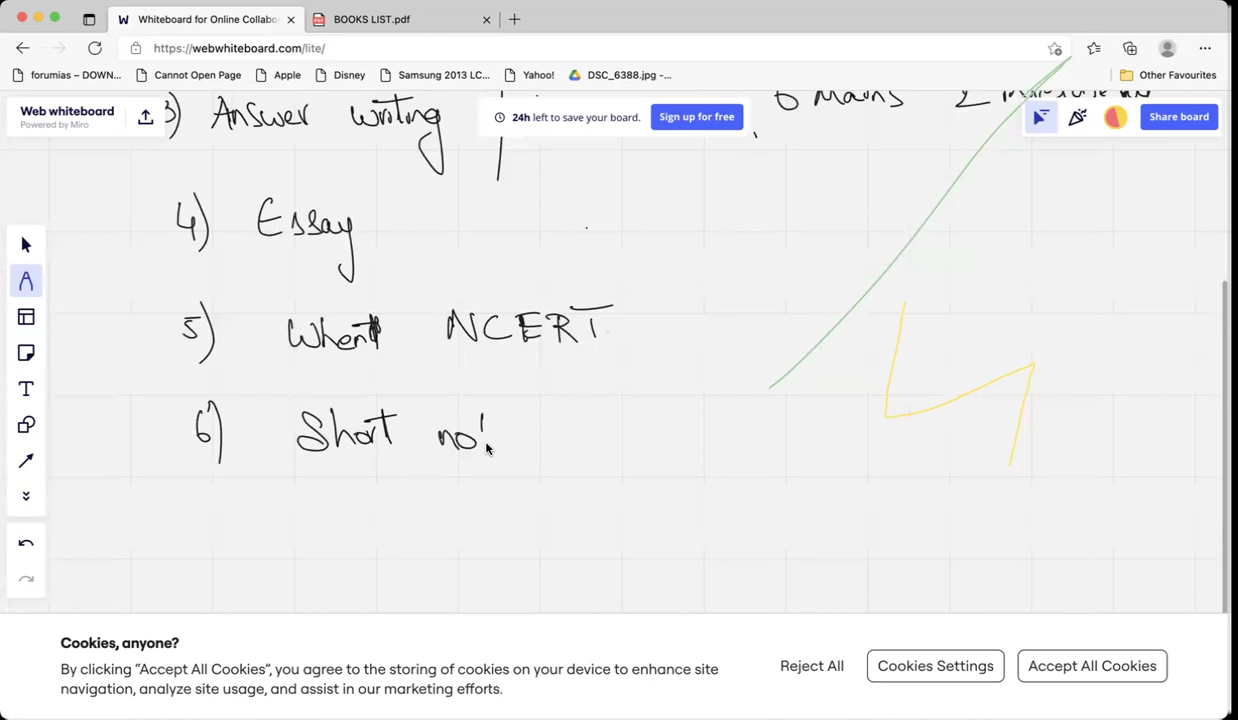 Whiteboard for Online Collabo
BOOKS LIST.pdf
https://webwhiteboard.com/lite/
forumias – DOWN...
Cannot Open Page
Apple
Disney
Samsung 2013 LC...
Yahoo!
DSC_6388.jpg -...
Other Favourites
Web whiteboard
Powered by Miro
24h left to save your board.
Sign up for free
Share board
3) Answer writing
6 Mains 2
4) Essay
5) When NCERT
6) Short no
Cookies, anyone?
By clicking “Accept All Cookies”, you agree to the storing of cookies on your device to enhance site
navigation, analyze site usage, and assist in our marketing efforts.
Reject All
Cookies Settings
Accept All Cookies